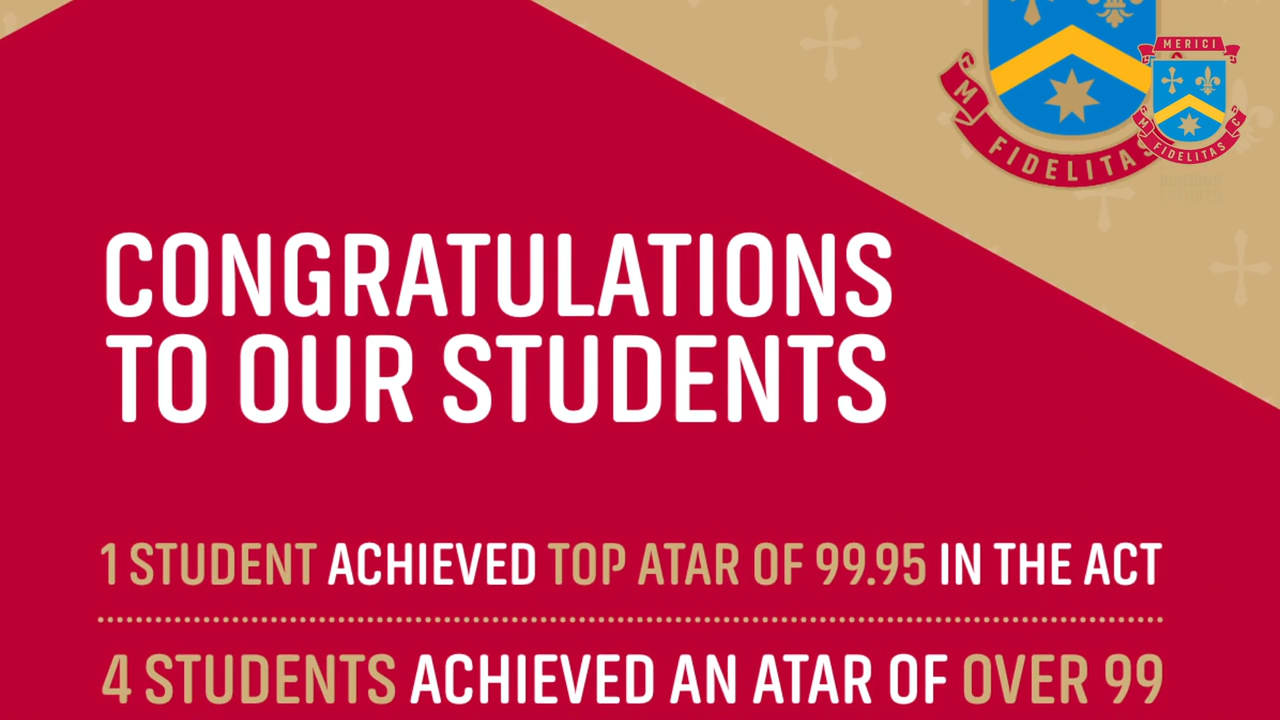 MERICI
G M C
FIDELITAS
G M
FIDELITAS
CONGRATULATIONS
TO OUR STUDENTS
1 STUDENT ACHIEVED TOP ATAR OF 99.95 IN THE ACT
4 STUDENTS ACHIEVED AN ATAR OF OVER 99